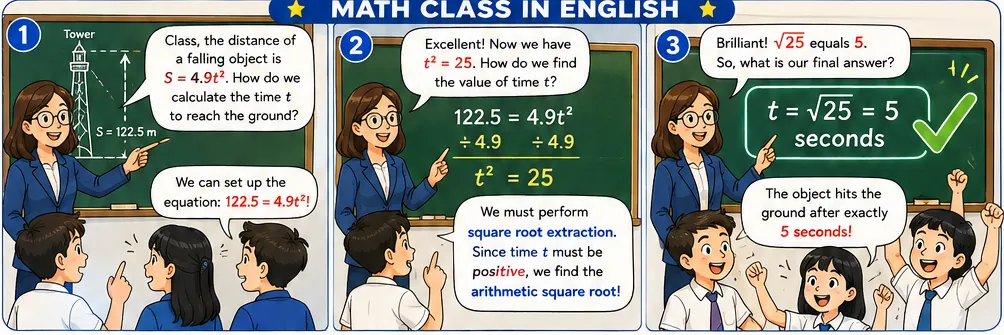 MATH CLASS IN ENGLISH
1
Tower
S = 122.5 m
Class, the distance of
a falling object is
S = 4.9t². How do we
calculate the time t
to reach the ground?
We can set up the
equation: 122.5 = 4.9t²!
2
Excellent! Now we have
t² = 25. How do we find
the value of time t?
122.5 = 4.9t²
÷ 4.9 ÷ 4.9
t² = 25
We must perform
square root extraction.
Since time t must be
positive, we find the
arithmetic square root!
3
Brilliant! √25 equals 5.
So, what is our final answer?
t = √25 = 5
seconds
The object hits the
ground after exactly
5 seconds!